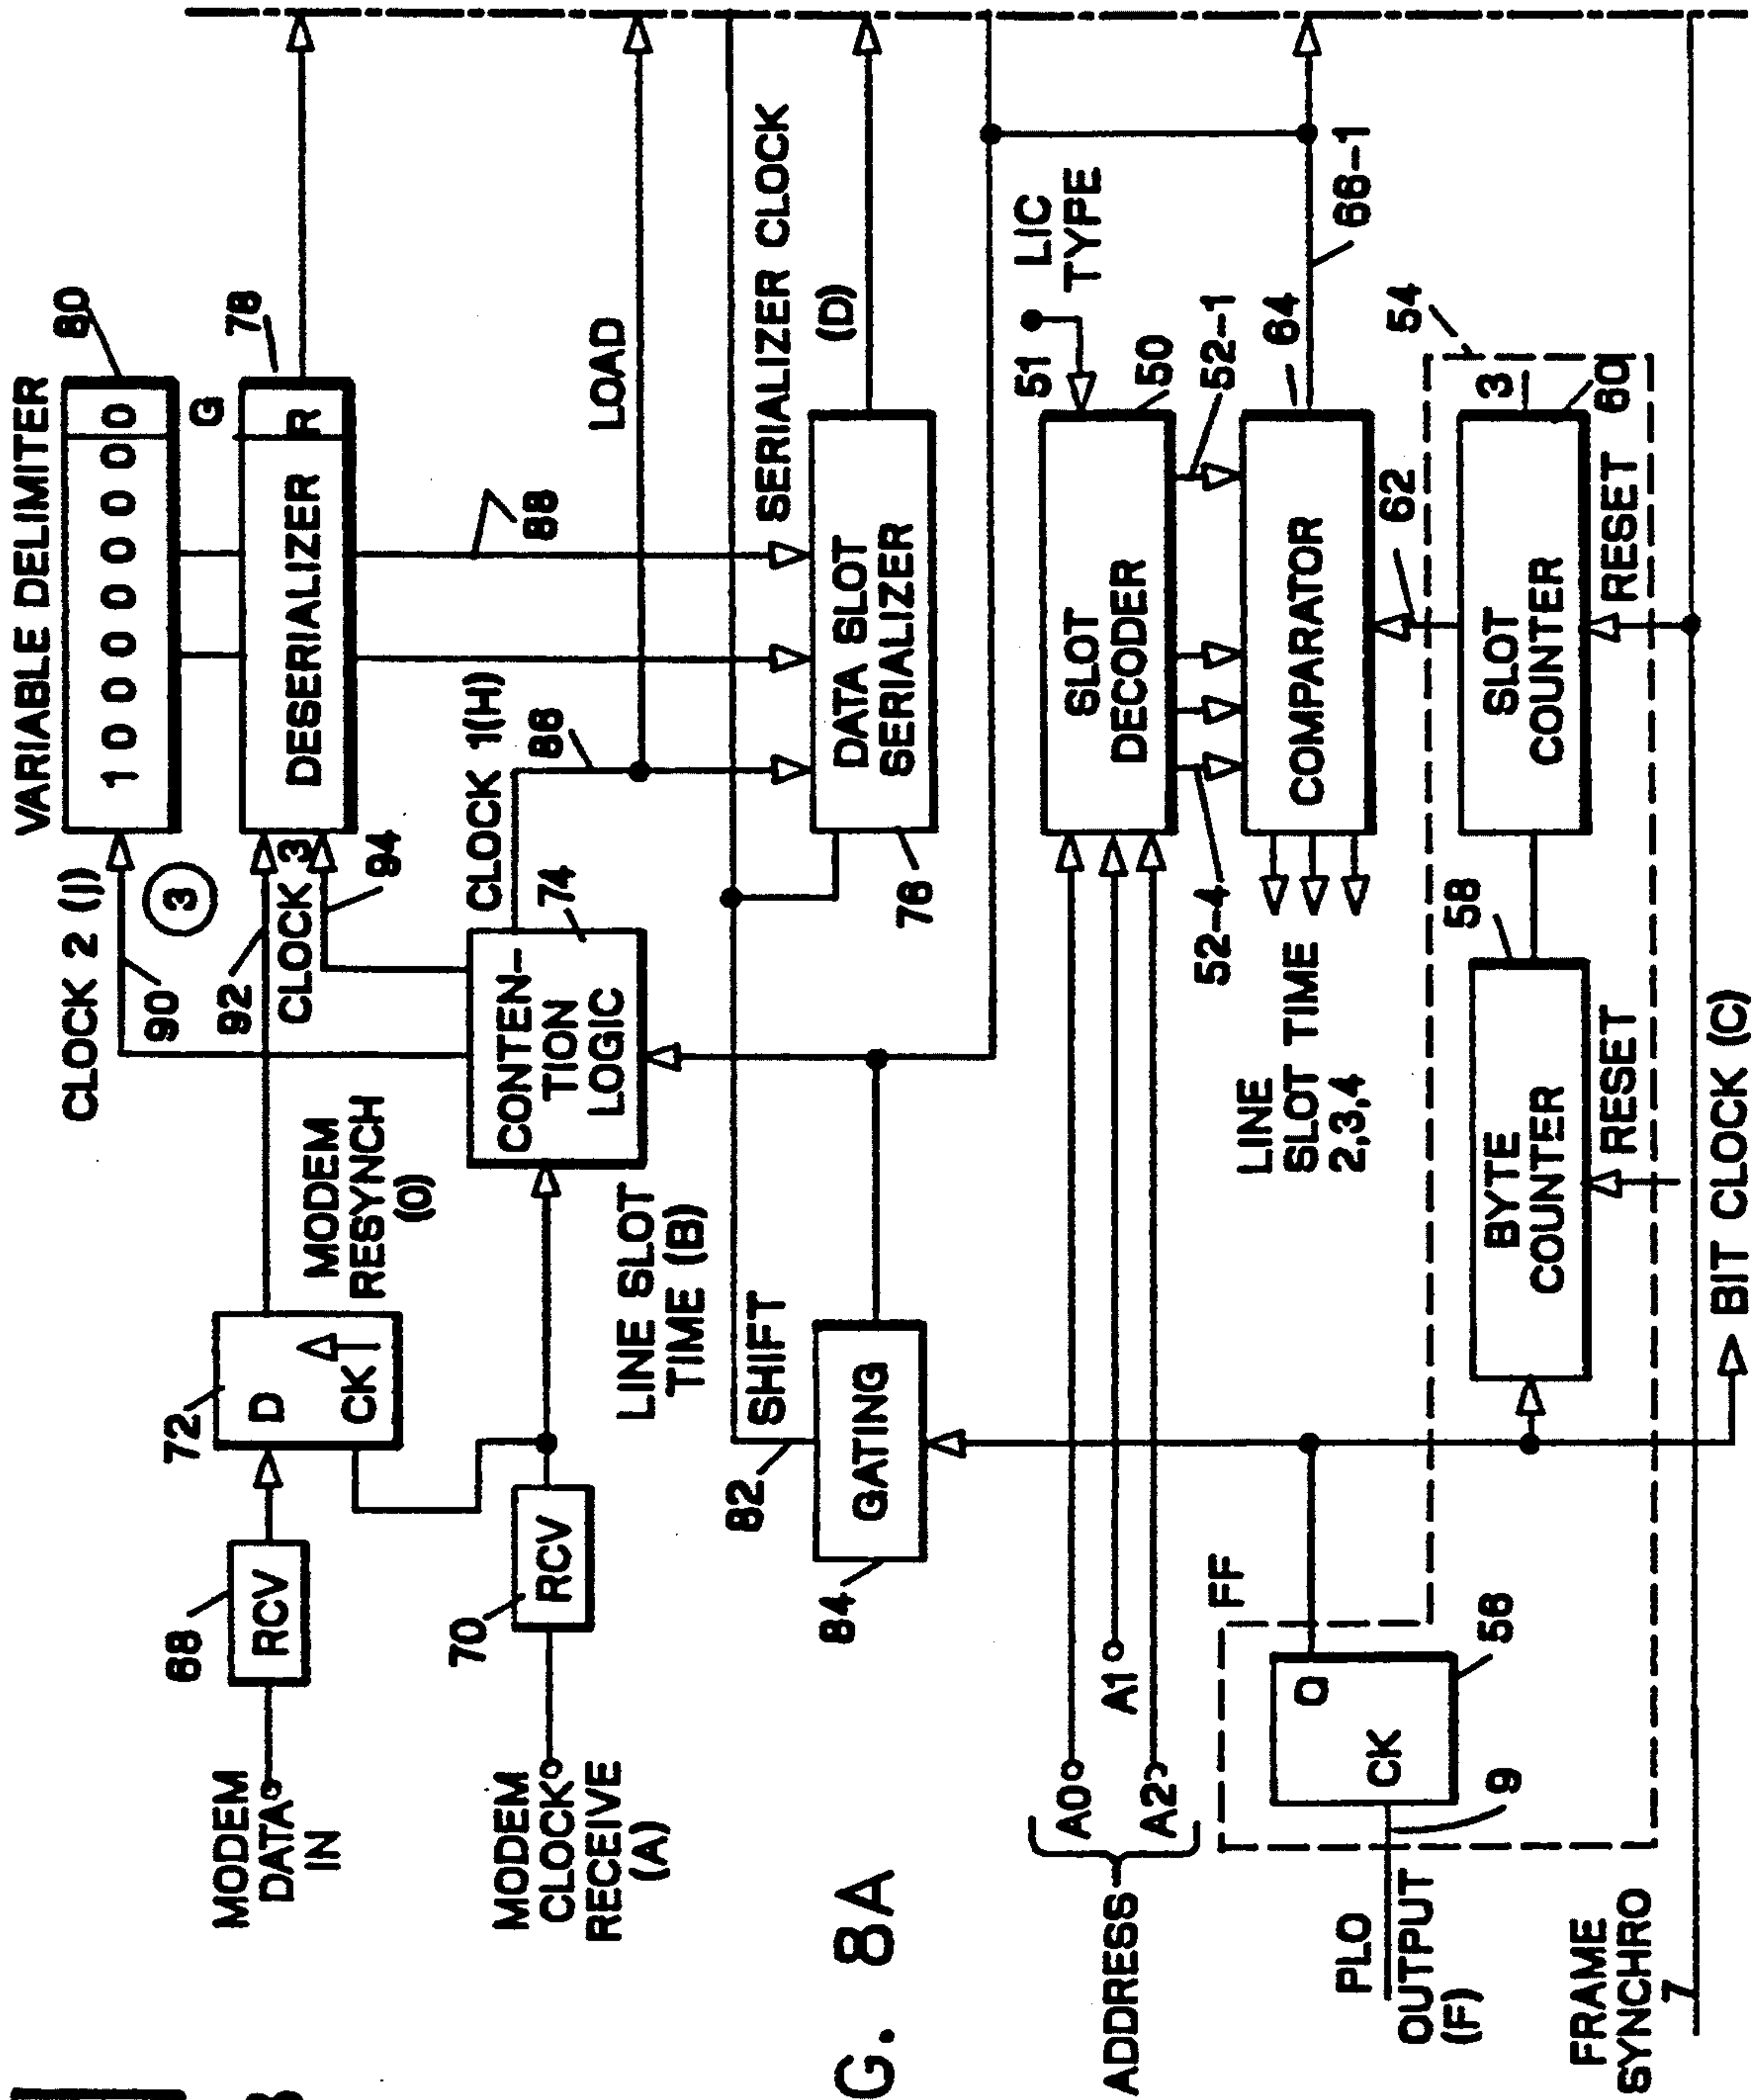 VARIABLE DELIMITER
80
1 0 0 0 0 0 0 0
CLOCK 2 (I)
3
90
G
78
DESERIALIZER
R
92
CLOCK 3
94
88
MODEM
DATA
IN
68
RCV
72
D
CK
MODEM
RESYNCH
(0)
CONTEN-
TION
LOGIC
74
CLOCK 1(H)
86
LOAD
MODEM
CLOCK
RECEIVE
(A)
70
RCV
LINE SLOT
TIME (B)
SHIFT
82
SERIALIZER CLOCK
84
GATING
DATA SLOT
SERIALIZER
76
(D)
G. 8A
ADDRESS
A0
A1
A2
51
LIC
TYPE
SLOT
DECODER
50
52-1
52-4
COMPARATOR
64
66-1
LINE
SLOT TIME
2,3,4
62
54
FF
PLO
OUTPUT
(F)
9
Q
CK
56
BYTE
COUNTER
58
RESET
SLOT
COUNTER
3
60
RESET
FRAME
SYNCHRO
7
BIT CLOCK (C)